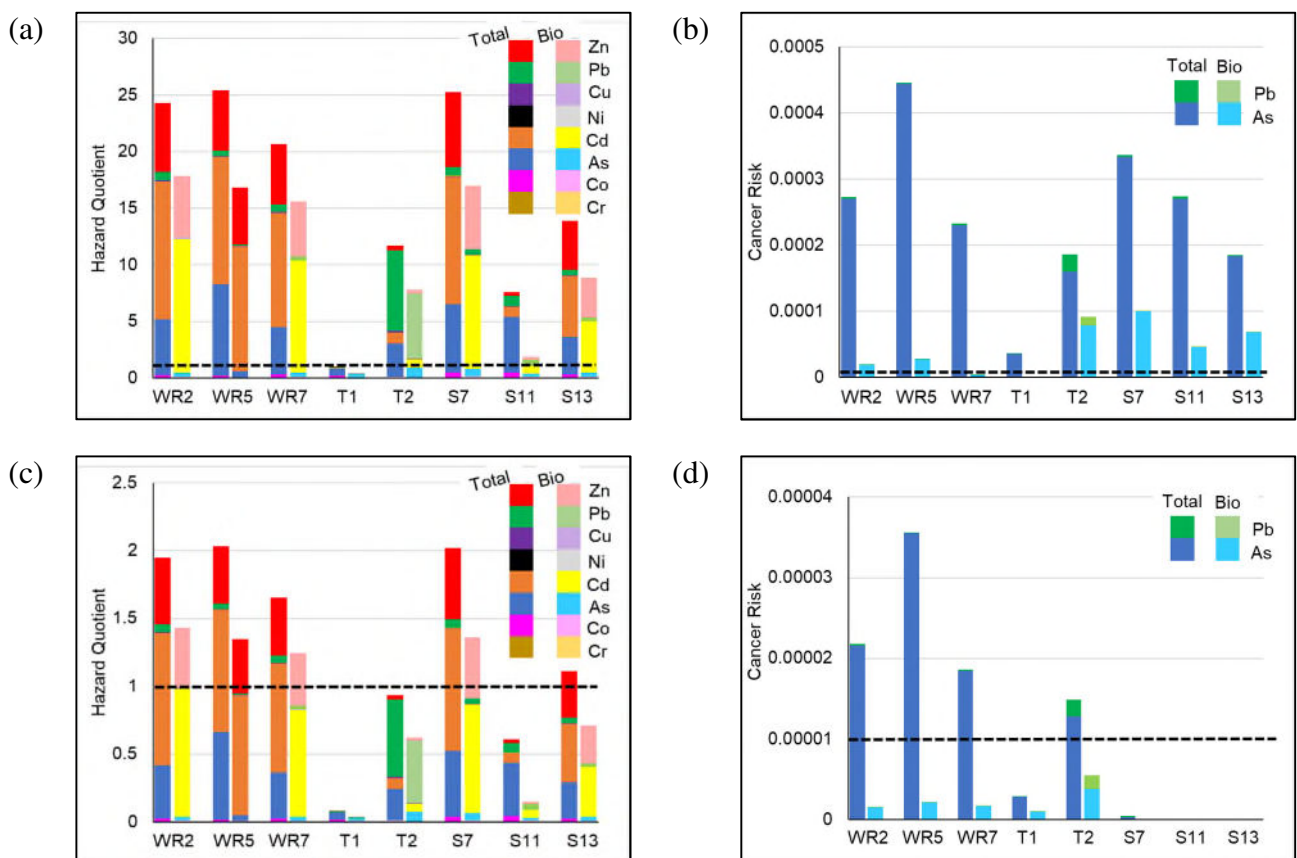 (a)
30
25
20
15
10
5
0
Hazard Quotient
Total Bio
Zn
Pb
Cu
Ni
Cd
As
Co
Cr
WR2 WR5 WR7 T1 T2 S7 S11 S13
(b)
0.0005
0.0004
0.0003
0.0002
0.0001
0
Cancer Risk
Total Bio
Pb
As
WR2 WR5 WR7 T1 T2 S7 S11 S13
(c)
2.5
2
1.5
1
0.5
0
Hazard Quotient
Total Bio
Zn
Pb
Cu
Ni
Cd
As
Co
Cr
WR2 WR5 WR7 T1 T2 S7 S11 S13
(d)
0.00004
0.00003
0.00002
0.00001
0
Cancer Risk
Total Bio
Pb
As
WR2 WR5 WR7 T1 T2 S7 S11 S13